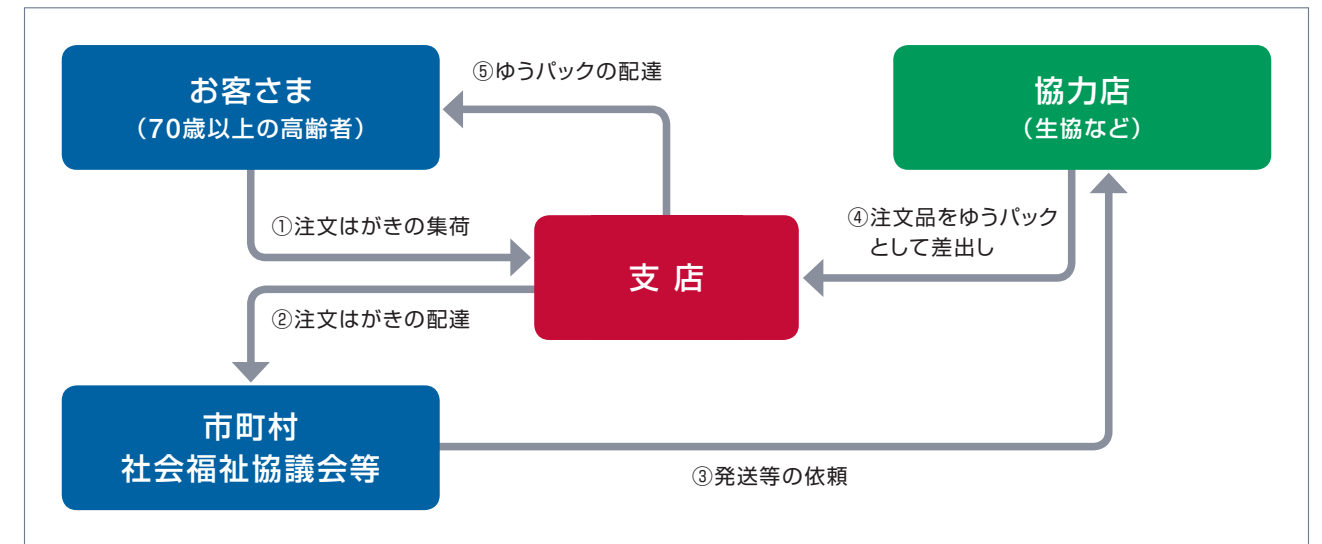 お客さま
(70歳以上の高齢者)
⑤ゆうパックの配達
協力店
(生協など)
①注文はがきの集荷
支店
④注文品をゆうパック
として差出し
②注文はがきの配達
市町村
社会福祉協議会等
③発送等の依頼